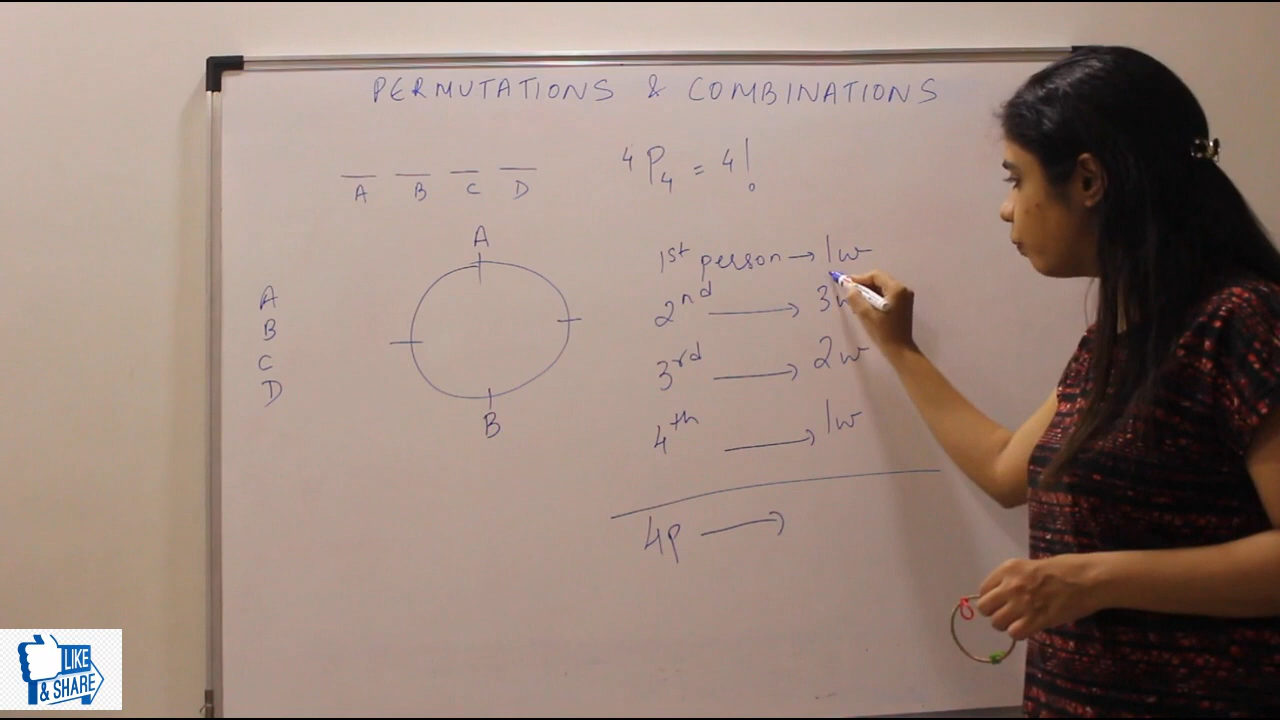 PERMUTATIONS & COMBINATIONS
A B C D
⁴P₄ = 4!
A
1st person → 1w
A
2nd → 3w
B
C
3rd → 2w
D
B
4th → 1w
4P →
LIKE
& SHARE